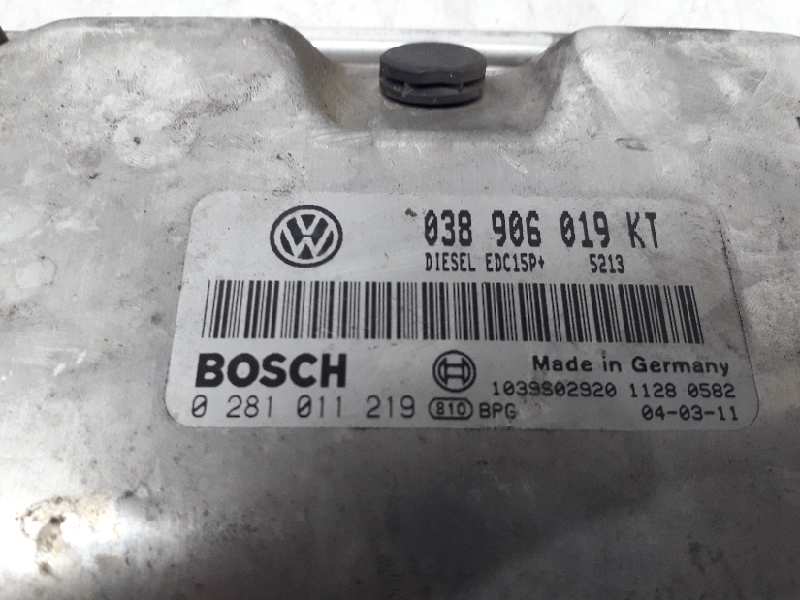 038 906 019 KT
DIESEL EDC15P+ 5213
BOSCH
Made in Germany
1039S02920 1128 0582
0 281 011 219 810 BPG
04-03-11